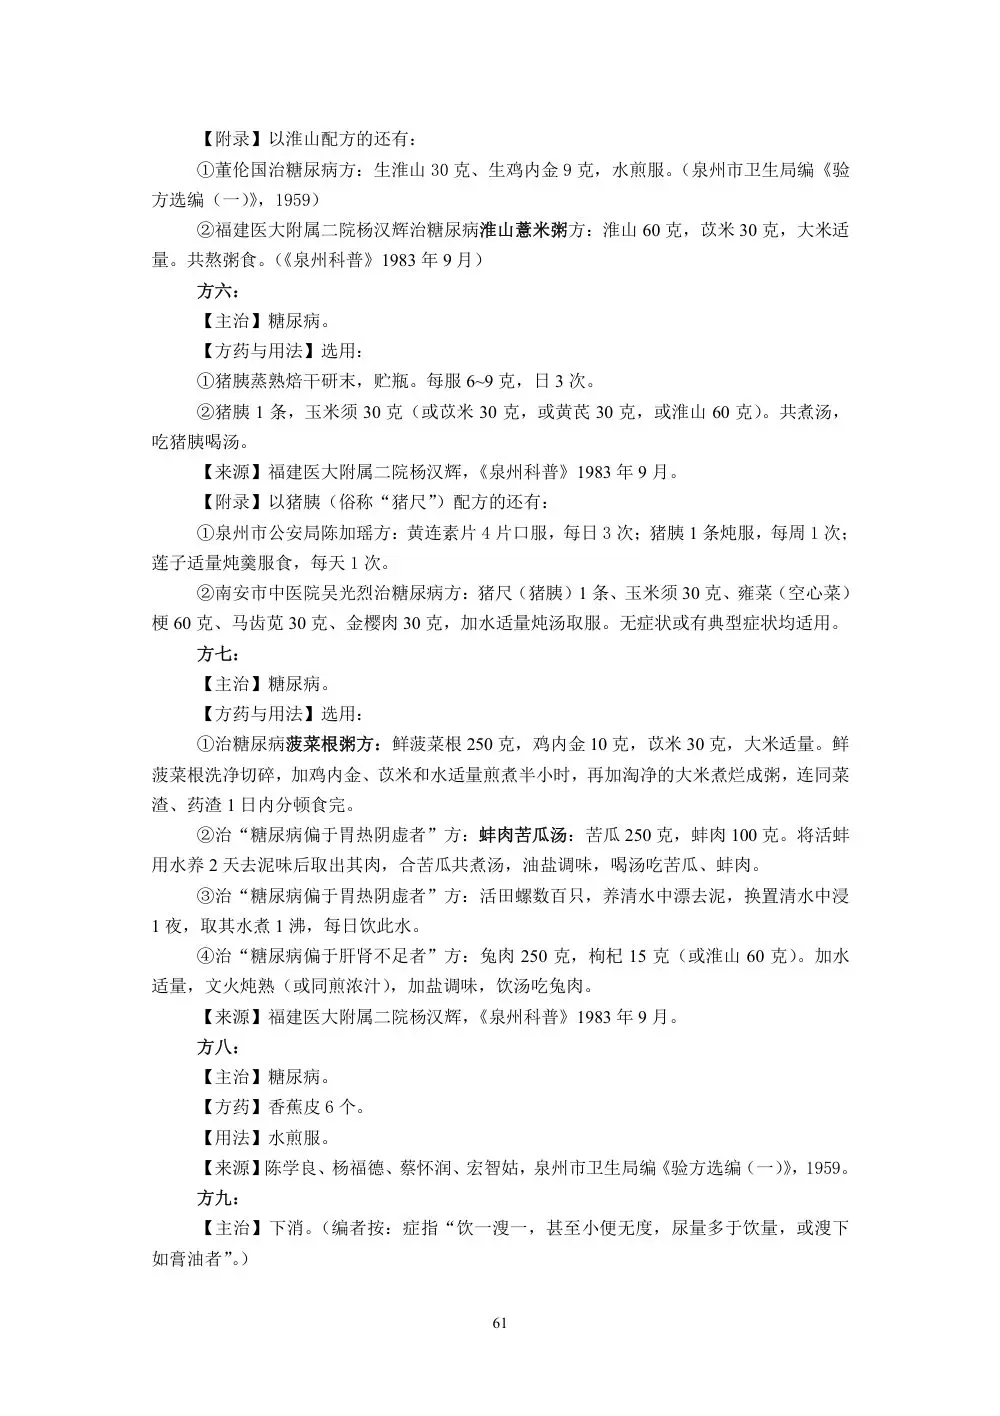 【附录】以淮山配方的还有：
①董伦国治糖尿病方：生淮山 30 克、生鸡内金 9 克，水煎服。（泉州市卫生局编《验
方选编（一）》，1959）
②福建医大附属二院杨汉辉治糖尿病淮山薏米粥方：淮山 60 克，苡米 30 克，大米适
量。共熬粥食。（《泉州科普》1983 年 9 月）
方六：
【主治】糖尿病。
【方药与用法】选用：
①猪胰蒸熟焙干研末，贮瓶。每服 6~9 克，日 3 次。
②猪胰 1 条，玉米须 30 克（或苡米 30 克，或黄芪 30 克，或淮山 60 克）。共煮汤，
吃猪胰喝汤。
【来源】福建医大附属二院杨汉辉，《泉州科普》1983 年 9 月。
【附录】以猪胰（俗称“猪尺”）配方的还有：
①泉州市公安局陈加瑶方：黄连素片 4 片口服，每日 3 次；猪胰 1 条炖服，每周 1 次；
莲子适量炖羹服食，每天 1 次。
②南安市中医院吴光烈治糖尿病方：猪尺（猪胰）1 条、玉米须 30 克、雍菜（空心菜）
梗 60 克、马齿苋 30 克、金樱肉 30 克，加水适量炖汤取服。无症状或有典型症状均适用。
方七：
【主治】糖尿病。
【方药与用法】选用：
①治糖尿病菠菜根粥方：鲜菠菜根 250 克，鸡内金 10 克，苡米 30 克，大米适量。鲜
菠菜根洗净切碎，加鸡内金、苡米和水适量煎煮半小时，再加淘净的大米煮烂成粥，连同菜
渣、药渣 1 日内分顿食完。
②治“糖尿病偏于胃热阴虚者”方：蚌肉苦瓜汤：苦瓜 250 克，蚌肉 100 克。将活蚌
用水养 2 天去泥味后取出其肉，合苦瓜共煮汤，油盐调味，喝汤吃苦瓜、蚌肉。
③治“糖尿病偏于胃热阴虚者”方：活田螺数百只，养清水中漂去泥，换置清水中浸
1 夜，取其水煮 1 沸，每日饮此水。
④治“糖尿病偏于肝肾不足者”方：兔肉 250 克，枸杞 15 克（或淮山 60 克）。加水
适量，文火炖熟（或同煎浓汁），加盐调味，饮汤吃兔肉。
【来源】福建医大附属二院杨汉辉，《泉州科普》1983 年 9 月。
方八：
【主治】糖尿病。
【方药】香蕉皮 6 个。
【用法】水煎服。
【来源】陈学良、杨福德、蔡怀润、宏智姑，泉州市卫生局编《验方选编（一）》，1959。
方九：
【主治】下消。（编者按：症指“饮一溲一，甚至小便无度，尿量多于饮量，或溲下
如膏油者”。）
61